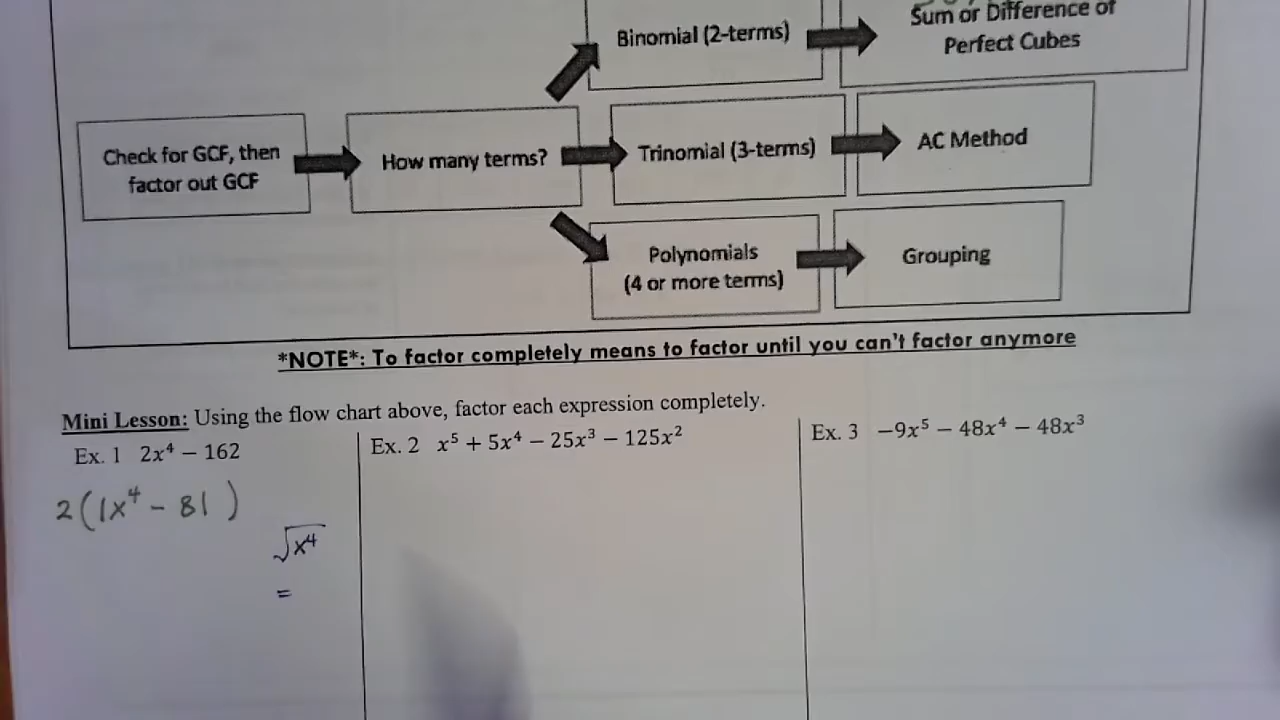 Binomial (2-terms)
Sum or Difference of
Perfect Cubes
Check for GCF, then
factor out GCF
How many terms?
Trinomial (3-terms)
AC Method
Polynomials
(4 or more terms)
Grouping
*NOTE*: To factor completely means to factor until you can't factor anymore
Mini Lesson: Using the flow chart above, factor each expression completely.
Ex. 1 2x⁴ − 162
2(1x⁴ - 81)
√x⁴
=
Ex. 2 x⁵ + 5x⁴ − 25x³ − 125x²
Ex. 3 −9x⁵ − 48x⁴ − 48x³